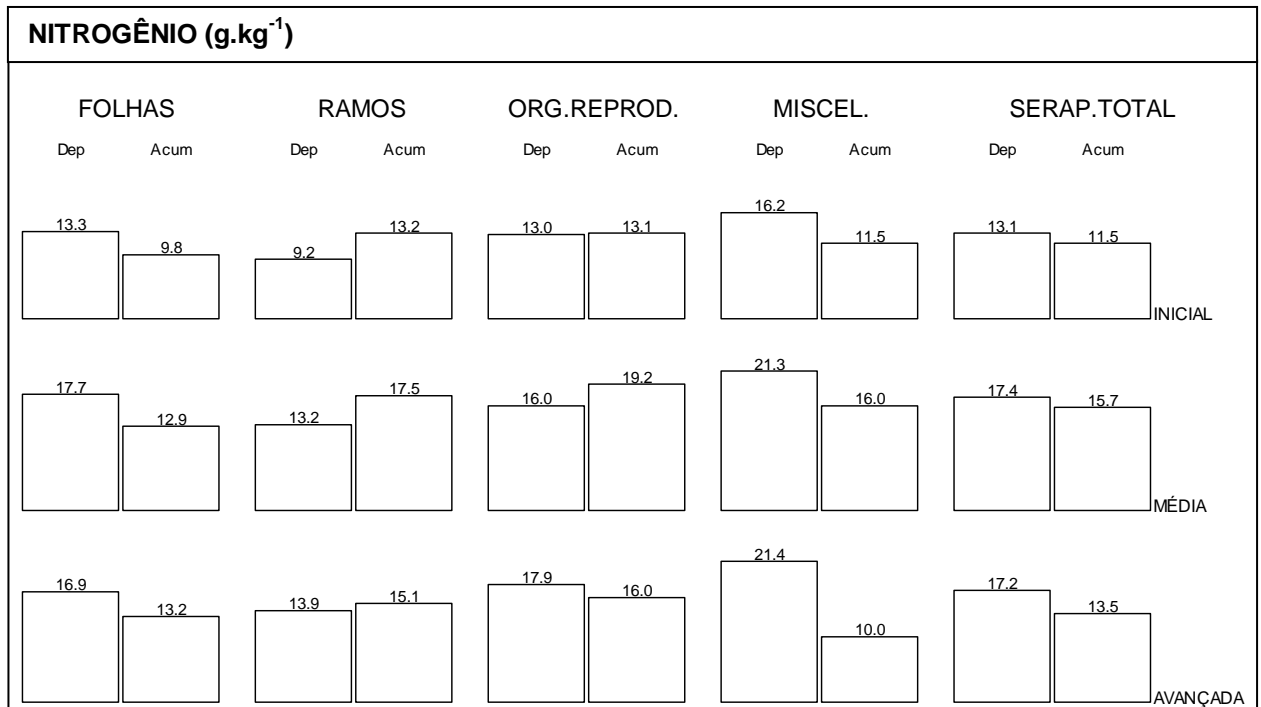 NITROGÊNIO (g.kg-1)
FOLHAS RAMOS ORG.REPROD. MISCEL. SERAP.TOTAL
Dep Acum Dep Acum Dep Acum Dep Acum Dep Acum
13.3 9.8 9.2 13.2 13.0 13.1 16.2 11.5 13.1 11.5
INICIAL
17.7 12.9 13.2 17.5 16.0 19.2 21.3 16.0 17.4 15.7
MÉDIA
16.9 13.2 13.9 15.1 17.9 16.0 21.4 10.0 17.2 13.5
AVANÇADA